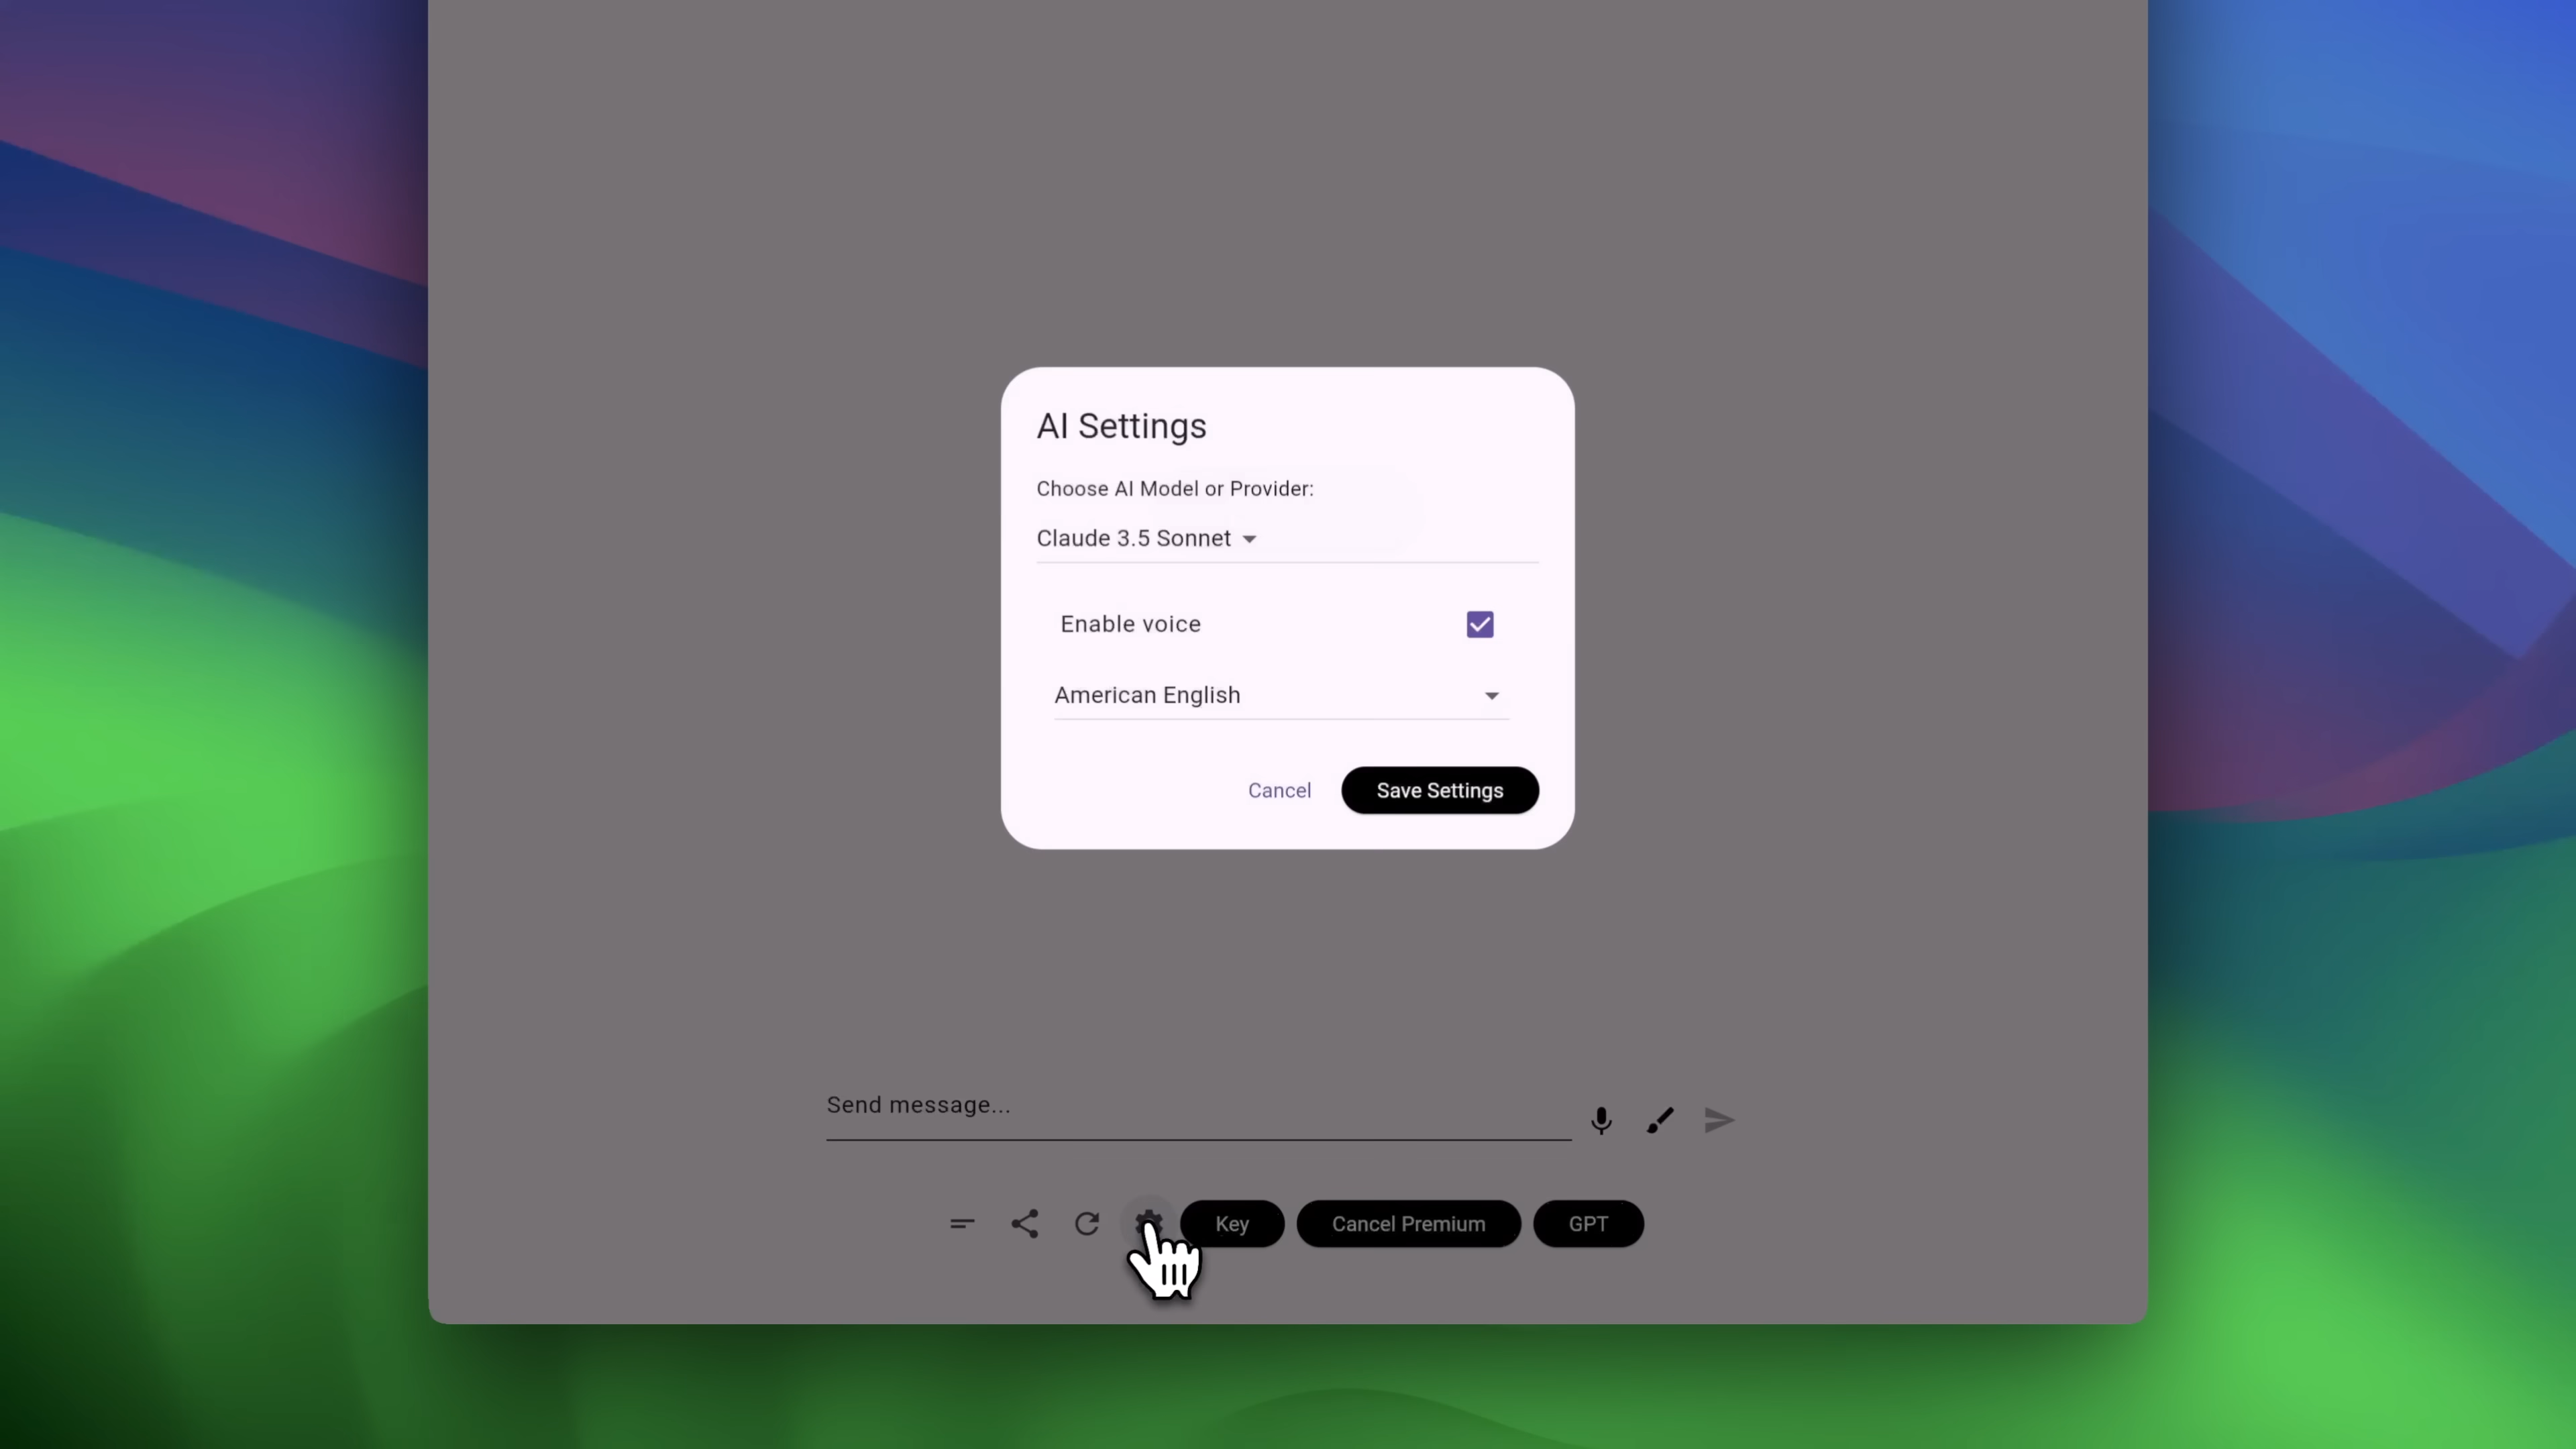 AI Settings
Choose AI Model or Provider:
Claude 3.5 Sonnet
Enable voice
American English
Cancel
Save Settings
Send message...
Key
Cancel Premium
GPT